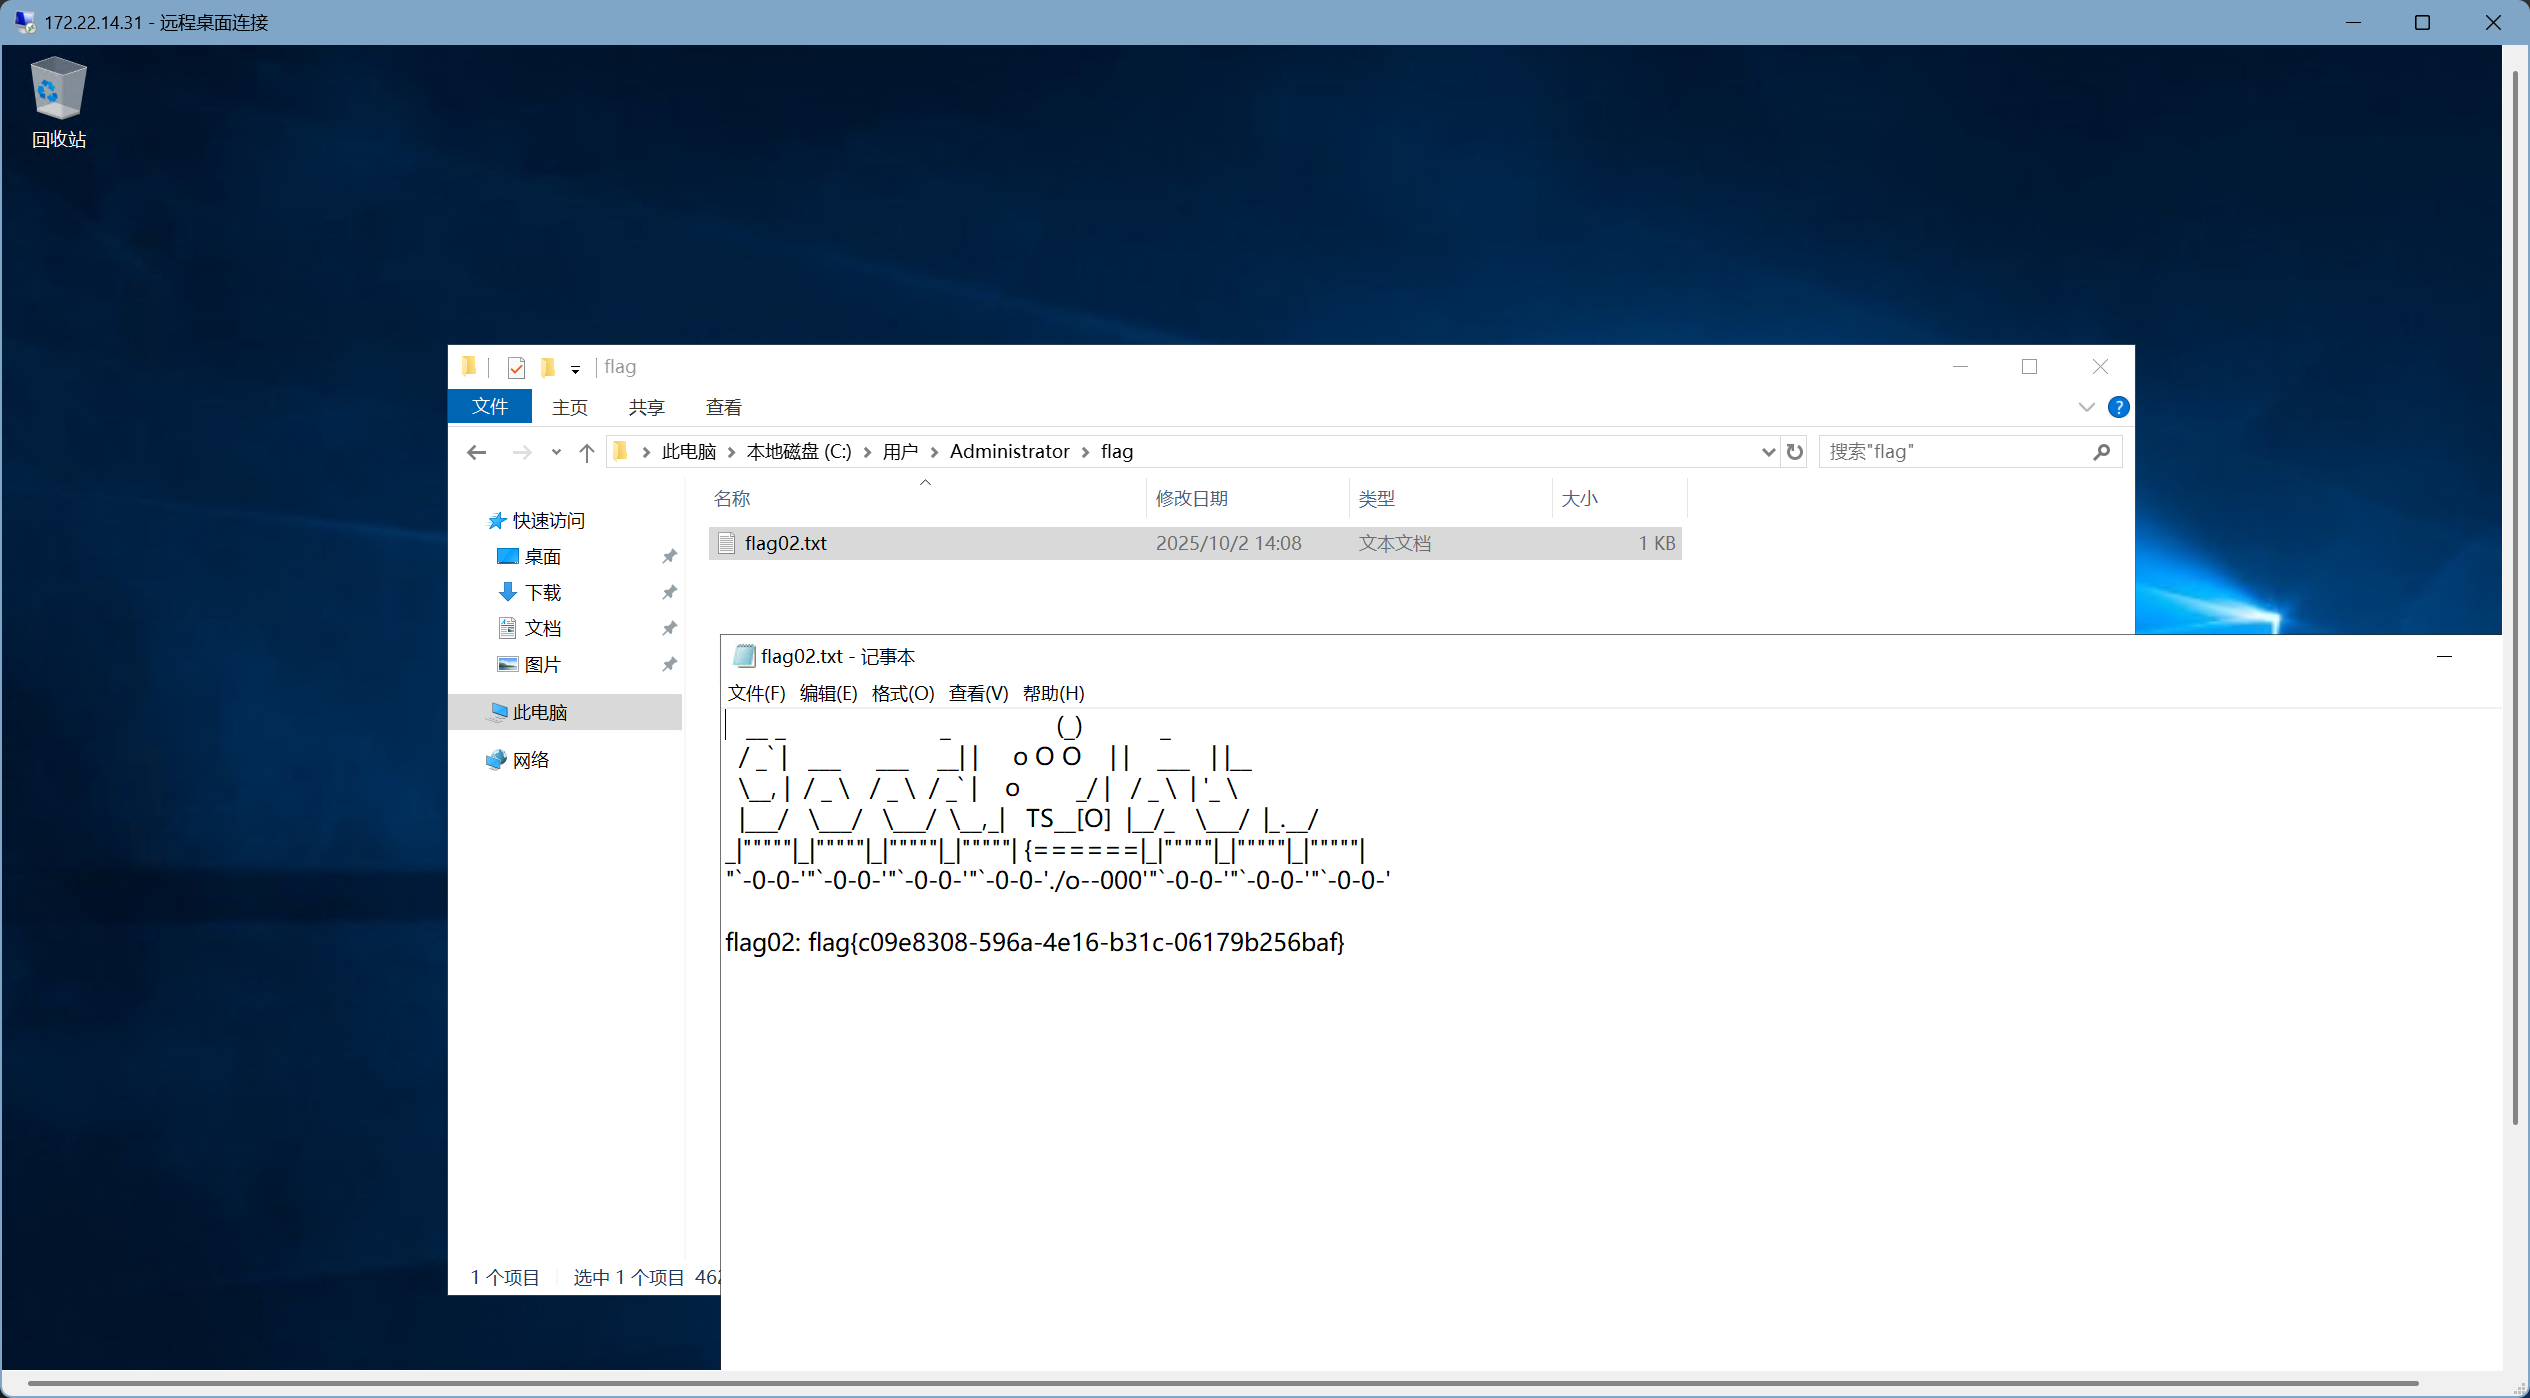 172.22.14.31 - 远程桌面连接
回收站
flag
文件 主页 共享 查看
此电脑 > 本地磁盘 (C:) > 用户 > Administrator > flag
搜索"flag"
名称 修改日期 类型 大小
快速访问
桌面
下载
文档
图片
此电脑
网络
flag02.txt 2025/10/2 14:08 文本文档 1 KB
flag02.txt - 记事本
文件(F) 编辑(E) 格式(O) 查看(V) 帮助(H)
   __ _                      _                (_)           _
  / _` |   ___     ___    __| |     o O O    | |    ___   | |__
  \__, |  / _ \   / _ \  / _` |    o        _/ |   / _ \  | '_ \
  |___/   \___/   \___/  \__,_|   TS__[O]  |__/_   \___/  |_.__/
_|"""""|_|"""""|_|"""""|_|"""""| {======|_|"""""|_|"""""|_|"""""|
"`-0-0-'"`-0-0-'"`-0-0-'"`-0-0-'./o--000'"`-0-0-'"`-0-0-'"`-0-0-'
flag02: flag{c09e8308-596a-4e16-b31c-06179b256baf}
1 个项目 选中 1 个项目 462